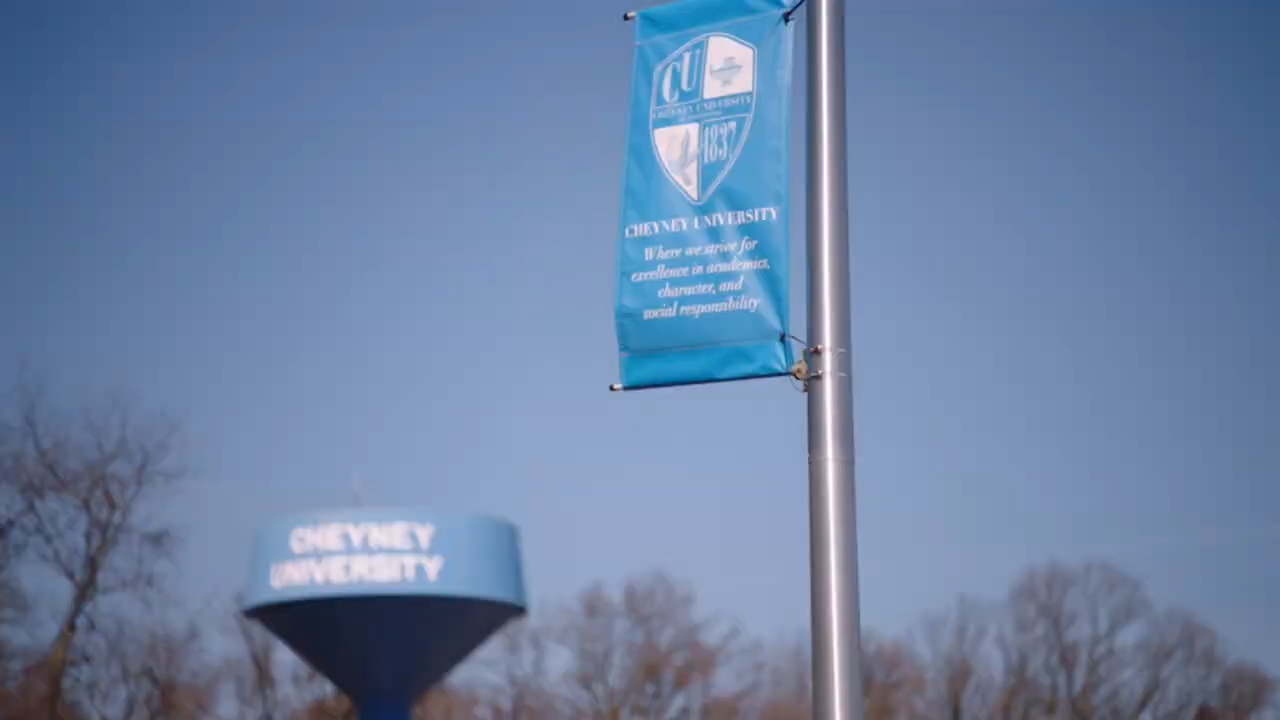 CU
CHEYNEY UNIVERSITY
1837
CHEYNEY UNIVERSITY
Where we strive for
excellence in academics,
character, and
social responsibility
CHEYNEY
UNIVERSITY